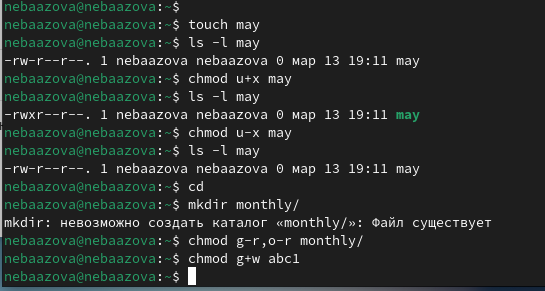 nebaazova@nebaazova:~$
nebaazova@nebaazova:~$ touch may
nebaazova@nebaazova:~$ ls -l may
-rw-r--r--. 1 nebaazova nebaazova 0 мар 13 19:11 may
nebaazova@nebaazova:~$ chmod u+x may
nebaazova@nebaazova:~$ ls -l may
-rwxr--r--. 1 nebaazova nebaazova 0 мар 13 19:11 may
nebaazova@nebaazova:~$ chmod u-x may
nebaazova@nebaazova:~$ ls -l may
-rw-r--r--. 1 nebaazova nebaazova 0 мар 13 19:11 may
nebaazova@nebaazova:~$ cd
nebaazova@nebaazova:~$ mkdir monthly/
mkdir: невозможно создать каталог «monthly/»: Файл существует
nebaazova@nebaazova:~$ chmod g-r,o-r monthly/
nebaazova@nebaazova:~$ chmod g+w abc1
nebaazova@nebaazova:~$